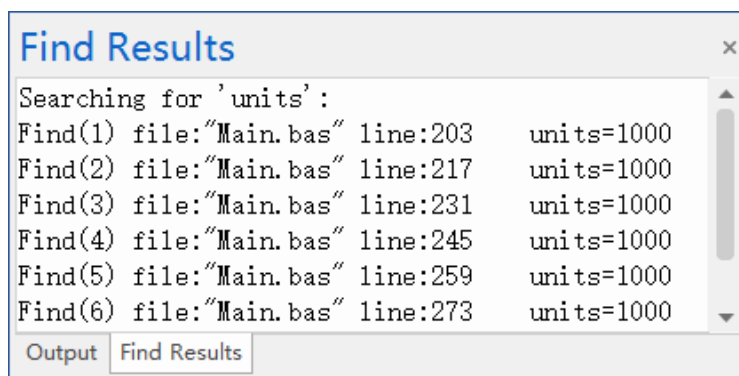 Find Results
Searching for 'units':
Find(1) file:"Main.bas" line:203 units=1000
Find(2) file:"Main.bas" line:217 units=1000
Find(3) file:"Main.bas" line:231 units=1000
Find(4) file:"Main.bas" line:245 units=1000
Find(5) file:"Main.bas" line:259 units=1000
Find(6) file:"Main.bas" line:273 units=1000
Output Find Results